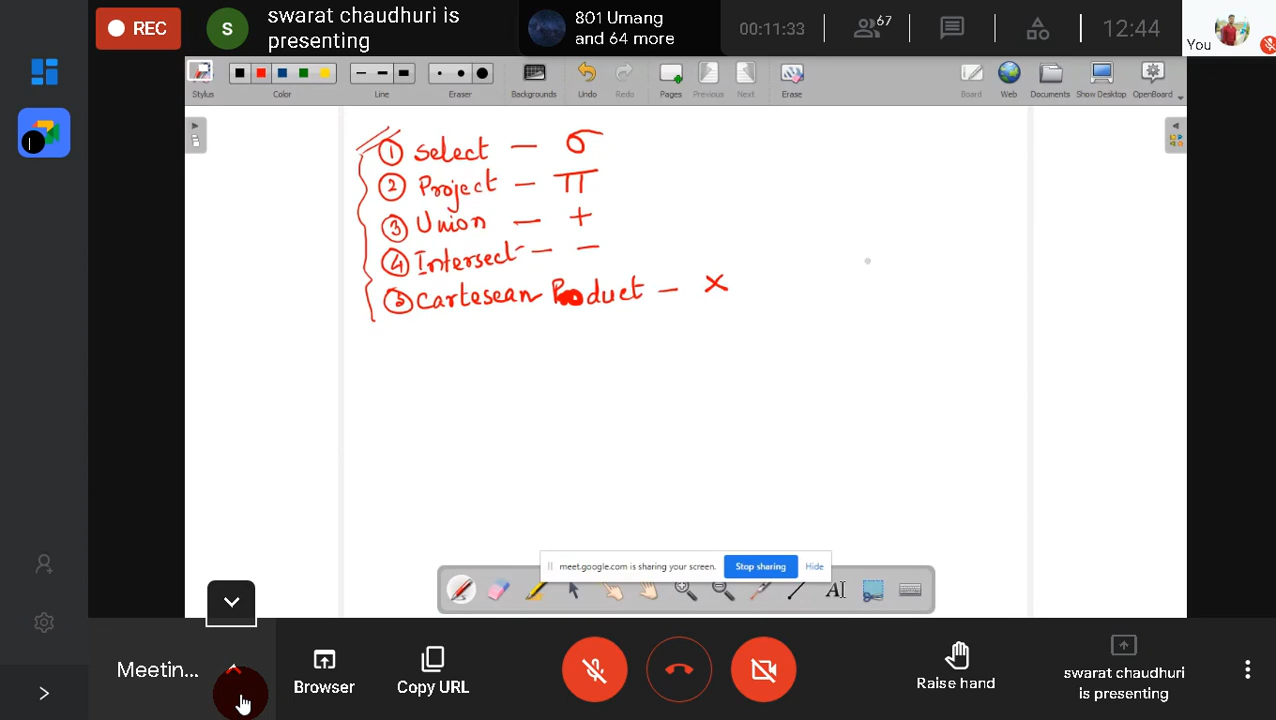 REC
S
swarat chaudhuri is presenting
801 Umang and 64 more
00:11:33
67
12:44
You
Stylus
Color
Line
Eraser
Backgrounds
Undo
Redo
Pages
Previous
Next
Erase
Board
Web
Documents
Show Desktop
OpenBoard
① Select — σ
② Project — π
③ Union — +
④ Intersect — −
⑤ Cartesean Product — ×
meet.google.com is sharing your screen.
Stop sharing
Hide
AI
Meetin...
Browser
Copy URL
Raise hand
swarat chaudhuri is presenting